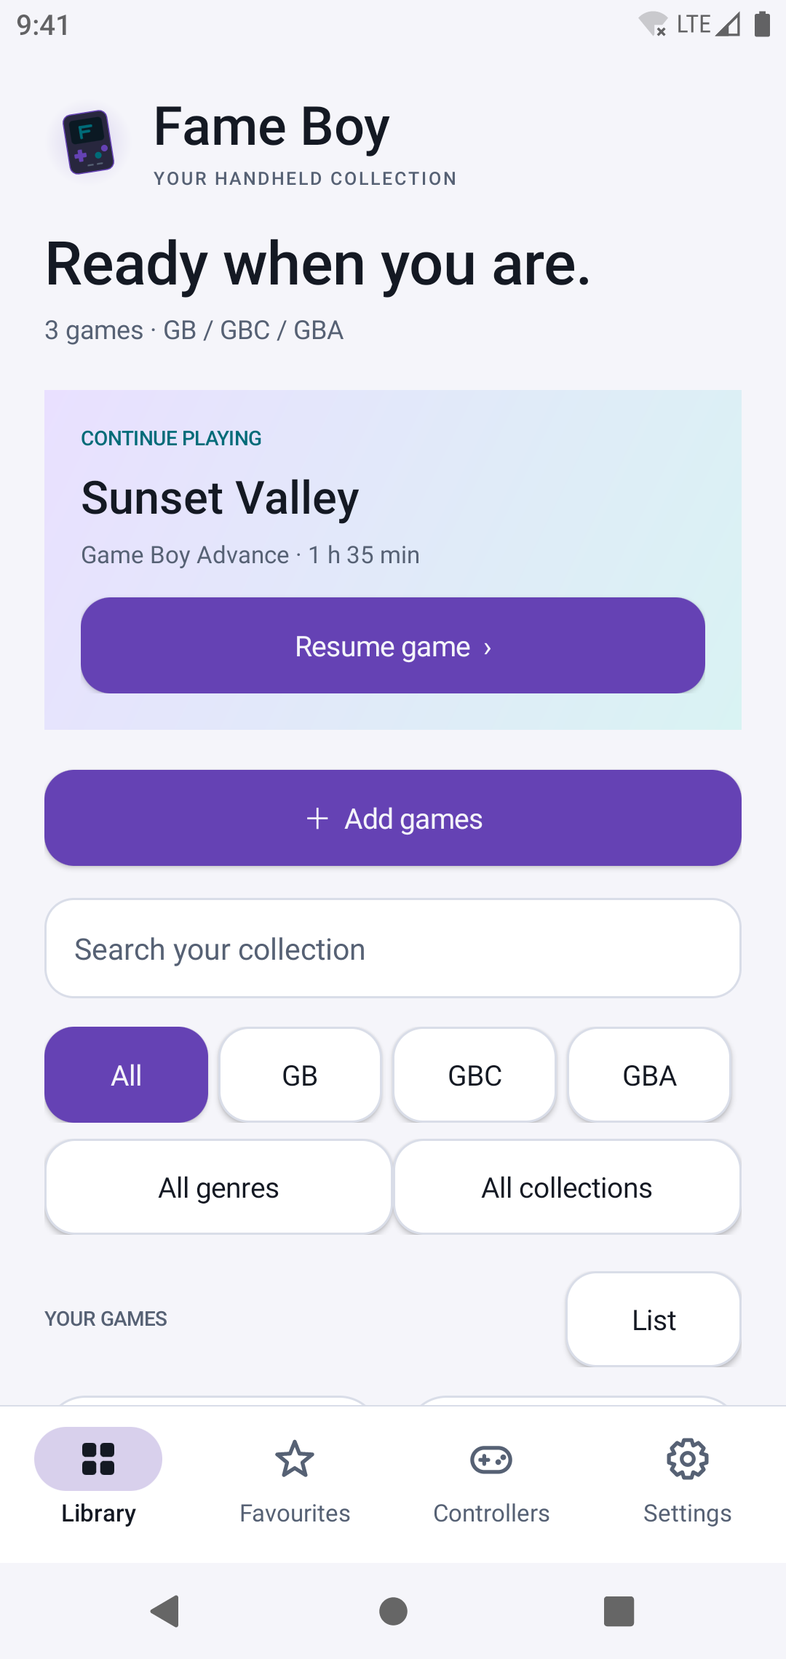 9:41
LTE
F
Fame Boy
YOUR HANDHELD COLLECTION
Ready when you are.
3 games · GB / GBC / GBA
CONTINUE PLAYING
Sunset Valley
Game Boy Advance · 1 h 35 min
Resume game ›
+ Add games
Search your collection
All GB GBC GBA
All genres All collections
YOUR GAMES List
Library Favourites Controllers Settings